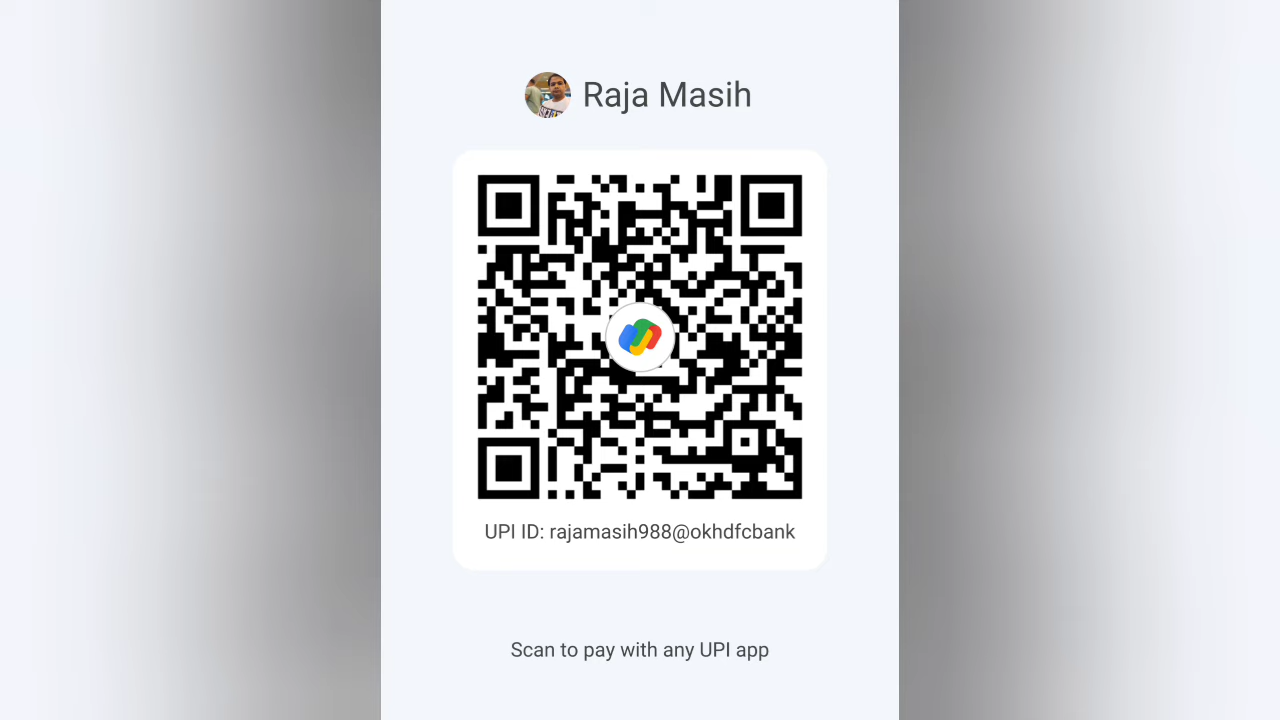 Raja Masih
UPI ID: rajamasih988@okhdfcbank
Scan to pay with any UPI app